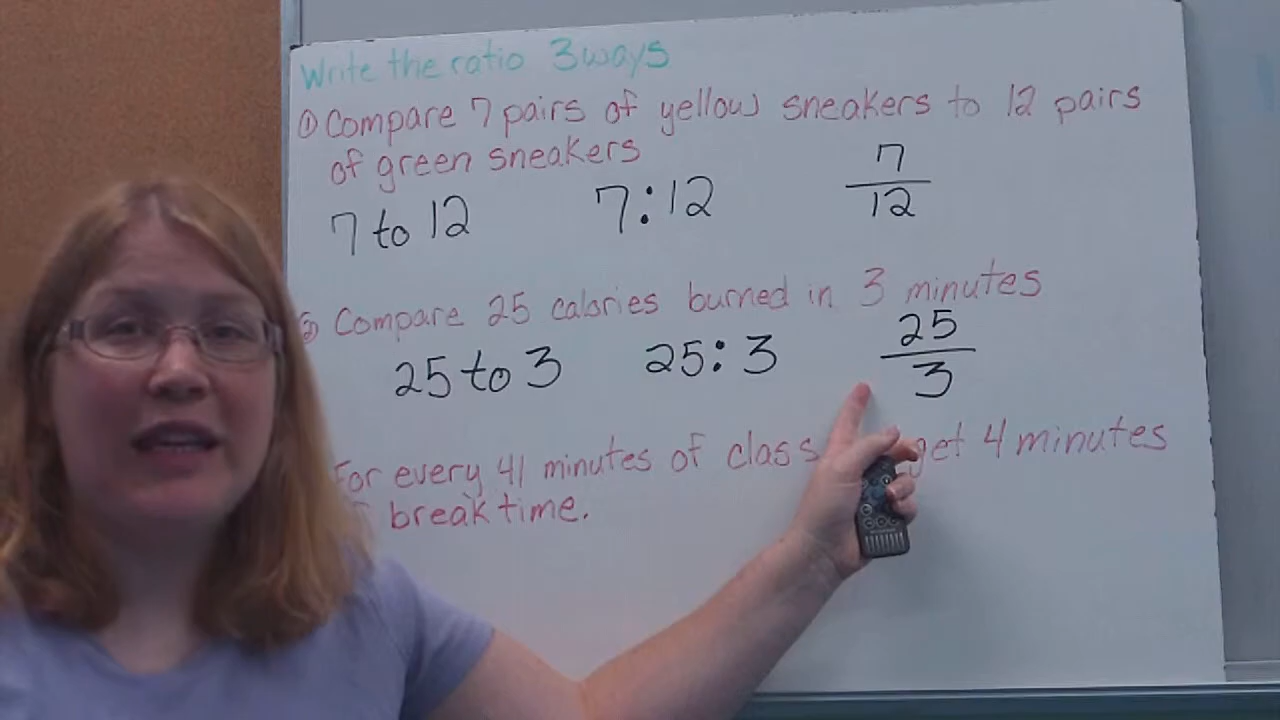 Write the ratio 3 ways
① Compare 7 pairs of yellow sneakers to 12 pairs
of green sneakers
7 to 12 7:12 7/12
② Compare 25 calories burned in 3 minutes
25 to 3 25:3 25/3
For every 41 minutes of class get 4 minutes
break time.